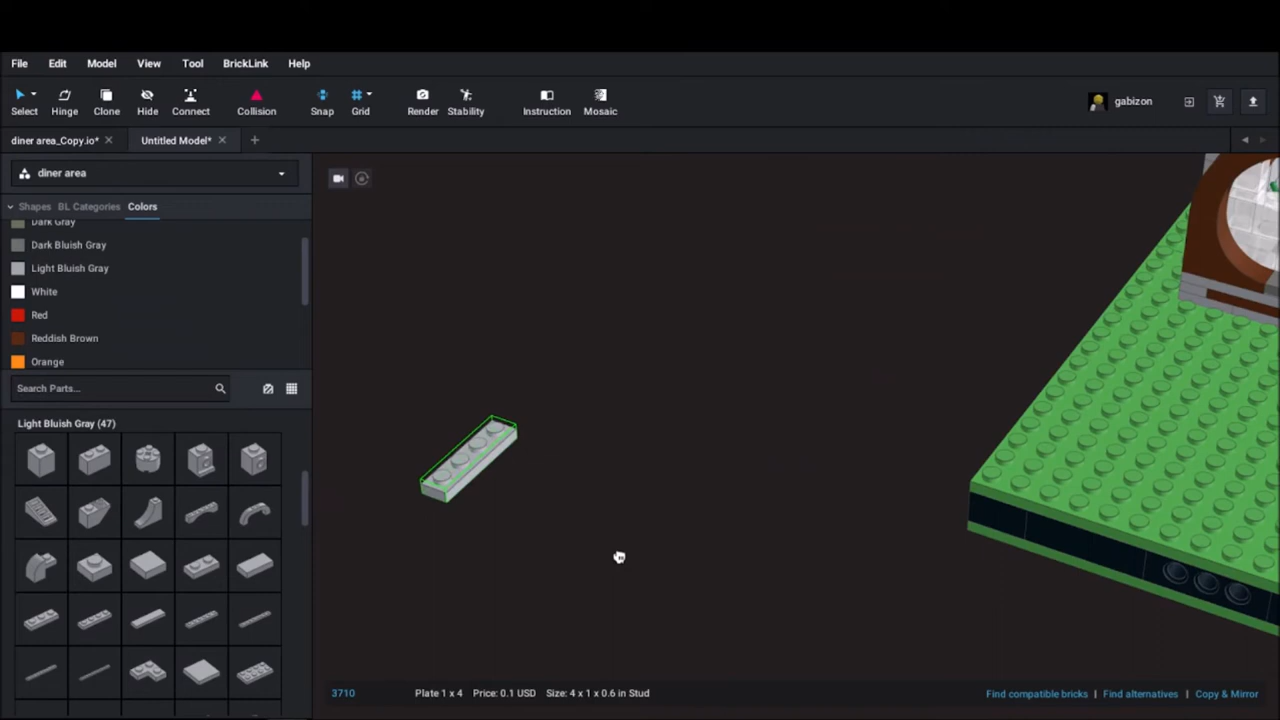 File Edit Model View Tool BrickLink Help
Select Hinge Clone Hide Connect Collision Snap Grid Render Stability Instruction Mosaic gabizon
diner area_Copy.io* Untitled Model*
diner area
Shapes BL Categories Colors
Dark Gray
Dark Bluish Gray
Light Bluish Gray
White
Red
Reddish Brown
Orange
Search Parts...
Light Bluish Gray (47)
3710 Plate 1 x 4 Price: 0.1 USD Size: 4 x 1 x 0.6 in Stud Find compatible bricks | Find alternatives | Copy & Mirror